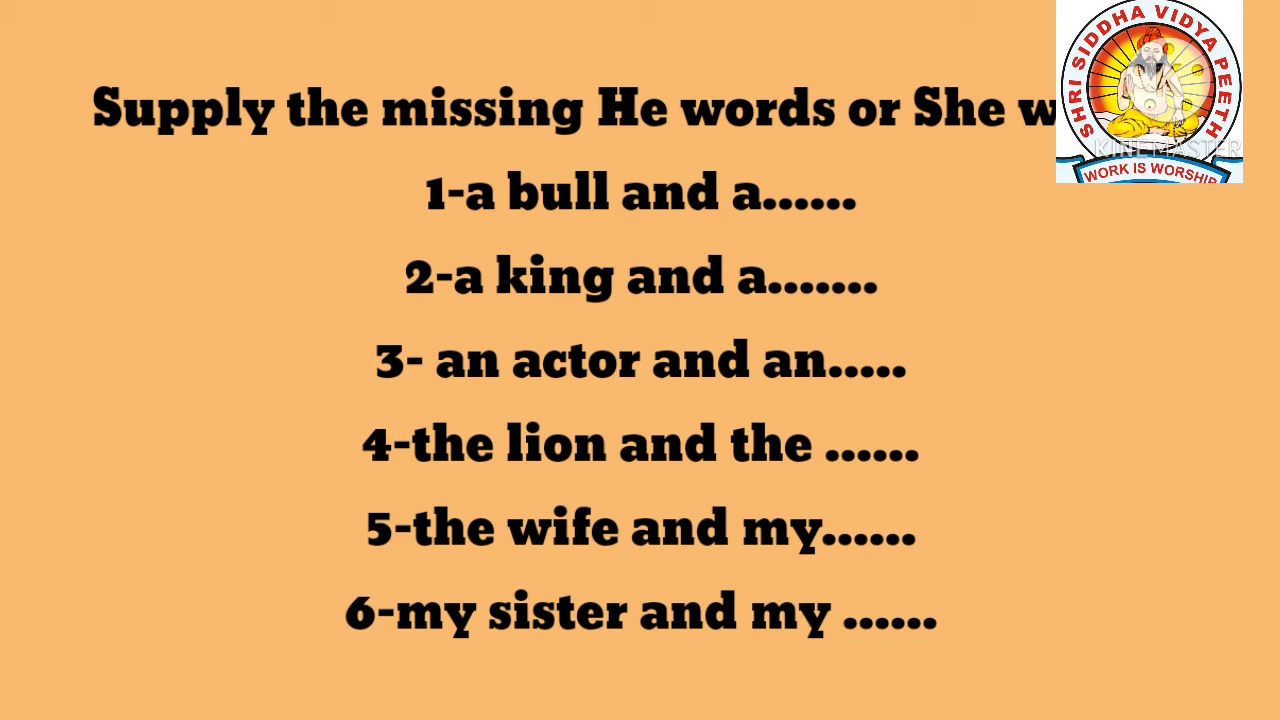 Supply the missing He words or She
1-a bull and a......
2-a king and a.......
3- an actor and an.....
4-the lion and the ......
5-the wife and my......
6-my sister and my ......
SHRI SIDDHA VIDYA PEETH
KINEMASTER
WORK IS WORSHIP